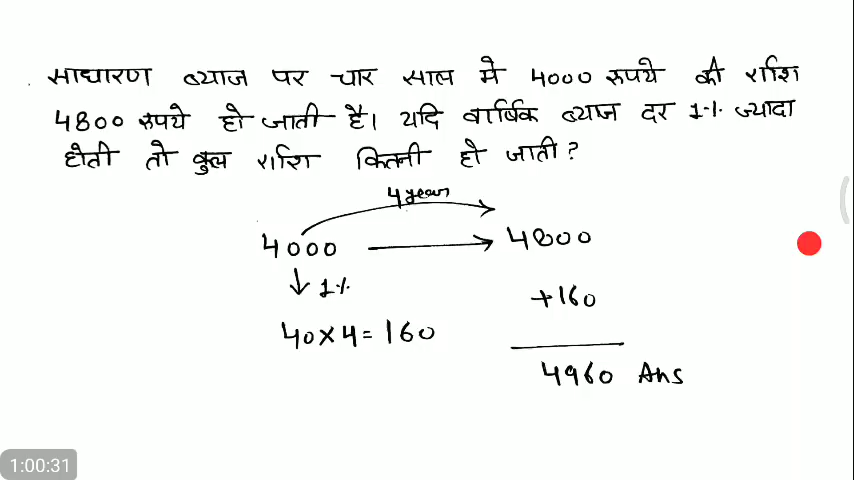 साधारण ब्याज पर चार साल मे 4000 रुपये की राशि
4800 रुपये हो जाती है। यदि वार्षिक ब्याज दर 1% ज्यादा
होती तो कुल राशि कितनी हो जाती?
4 year
4000 4800
1%
+160
40×4=160
4960 Ans
1:00:31